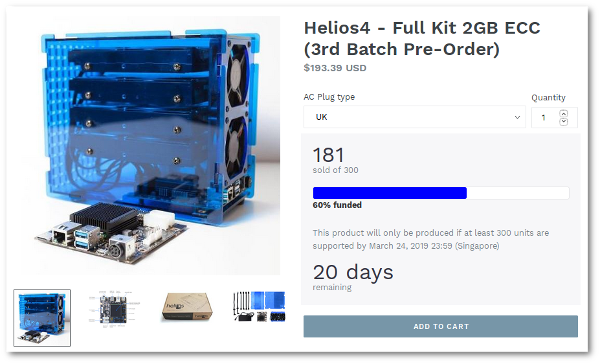 Helios4 - Full Kit 2GB ECC
(3rd Batch Pre-Order)
$193.39 USD
AC Plug type
Quantity
UK
1
181
sold of 300
60% funded
This product will only be produced if at least 300 units are
supported by March 24, 2019 23:59 (Singapore)
20 days
remaining
ADD TO CART